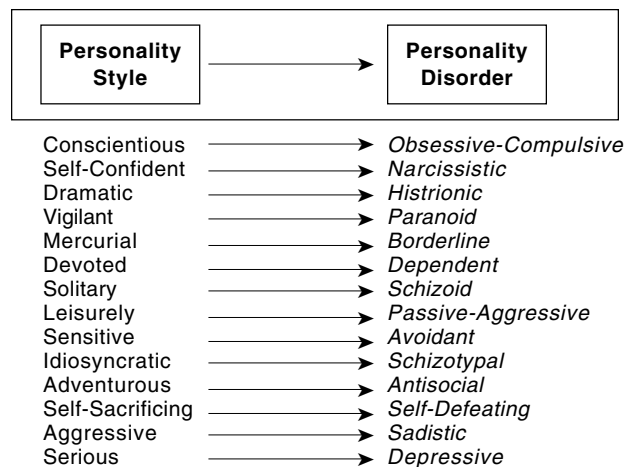 Personality Style
Personality Disorder
Conscientious Obsessive-Compulsive
Self-Confident Narcissistic
Dramatic Histrionic
Vigilant Paranoid
Mercurial Borderline
Devoted Dependent
Solitary Schizoid
Leisurely Passive-Aggressive
Sensitive Avoidant
Idiosyncratic Schizotypal
Adventurous Antisocial
Self-Sacrificing Self-Defeating
Aggressive Sadistic
Serious Depressive